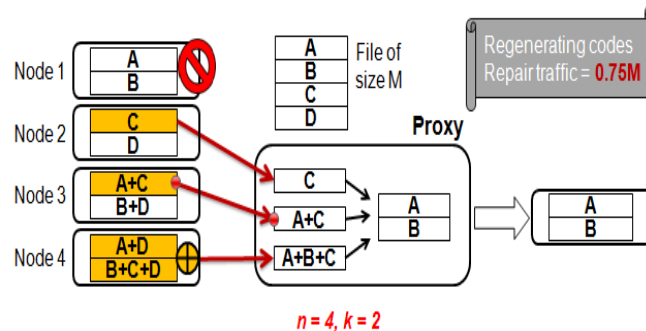 Node 1
A
B
Node 2
C
D
Node 3
A+C
B+D
Node 4
A+D
B+C+D
A
B
C
D
File of
size M
Regenerating codes
Repair traffic = 0.75M
Proxy
C
A+C
A+B+C
A
B
A
B
n = 4, k = 2